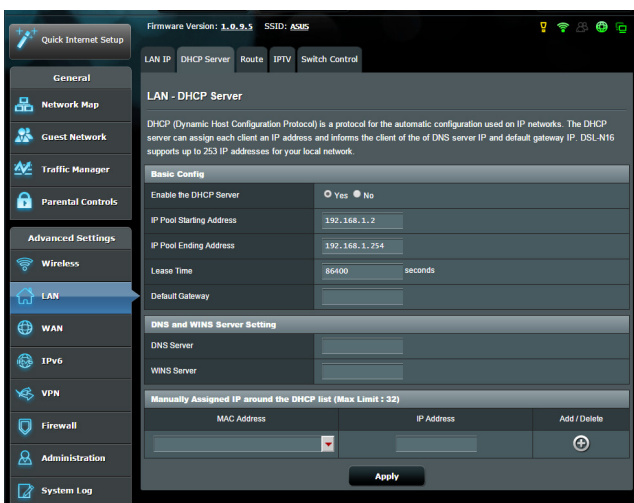 Firmware Version: 1.0.9.5 SSID: ASUS
Quick Internet Setup
General
Network Map
Guest Network
Traffic Manager
Parental Controls
Advanced Settings
Wireless
LAN
WAN
IPv6
VPN
Firewall
Administration
System Log
LAN IP DHCP Server Route IPTV Switch Control
LAN - DHCP Server
DHCP (Dynamic Host Configuration Protocol) is a protocol for the automatic configuration used on IP networks. The DHCP
server can assign each client an IP address and informs the client of the of DNS server IP and default gateway IP. DSL-N16
supports up to 253 IP addresses for your local network.
Basic Config
Enable the DHCP Server Yes No
IP Pool Starting Address 192.168.1.2
IP Pool Ending Address 192.168.1.254
Lease Time 86400 seconds
Default Gateway
DNS and WINS Server Setting
DNS Server
WINS Server
Manually Assigned IP around the DHCP list (Max Limit : 32)
MAC Address IP Address Add / Delete
Apply